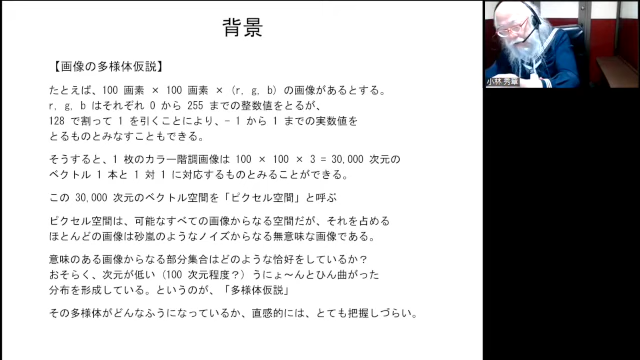 背景
【画像の多様体仮説】
たとえば、100 画素 × 100 画素 × (r, g, b) の画像があるとする。
r, g, b はそれぞれ 0 から 255 までの整数値をとるが、
128 で割って 1 を引くことにより、- 1 から 1 までの実数値を
とるものとみなすこともできる。
そうすると、1 枚のカラー階調画像は 100 × 100 × 3 = 30,000 次元の
ベクトル 1 本と 1 対 1 に対応するものとみることができる。
この 30,000 次元のベクトル空間を「ピクセル空間」と呼ぶ
ピクセル空間は、可能なすべての画像からなる空間だが、それを占める
ほとんどの画像は砂嵐のようなノイズからなる無意味な画像である。
意味のある画像からなる部分集合はどのような恰好をしているか?
おそらく、次元が低い (100 次元程度?) うにょ~んとひん曲がった
分布を形成している。というのが、「多様体仮説」
その多様体がどんなふうになっているか、直感的には、とても把握しづらい。
小林 秀章